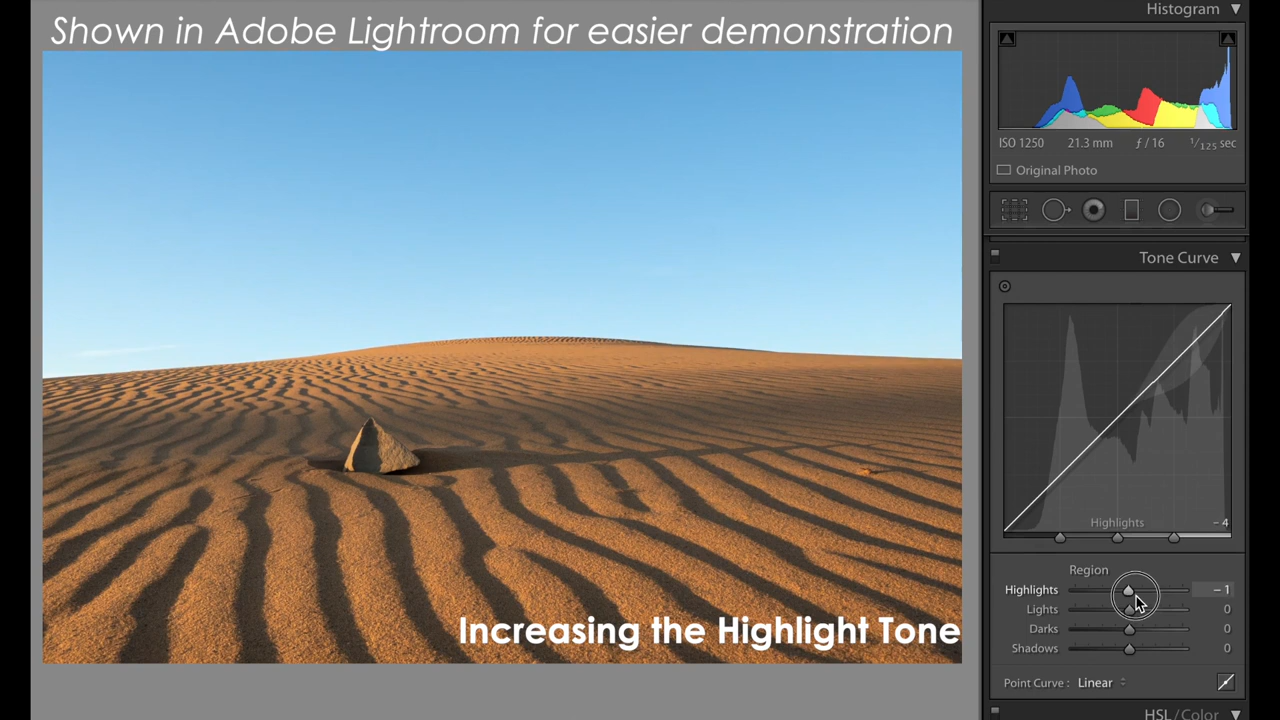 Shown in Adobe Lightroom for easier demonstration
Histogram
ISO 1250 21.3 mm ƒ / 16 1/125 sec
Original Photo
Tone Curve
Highlights – 4
Region
Highlights – 1
Lights 0
Darks 0
Shadows 0
Point Curve : Linear
HSL / Color
Increasing the Highlight Tone